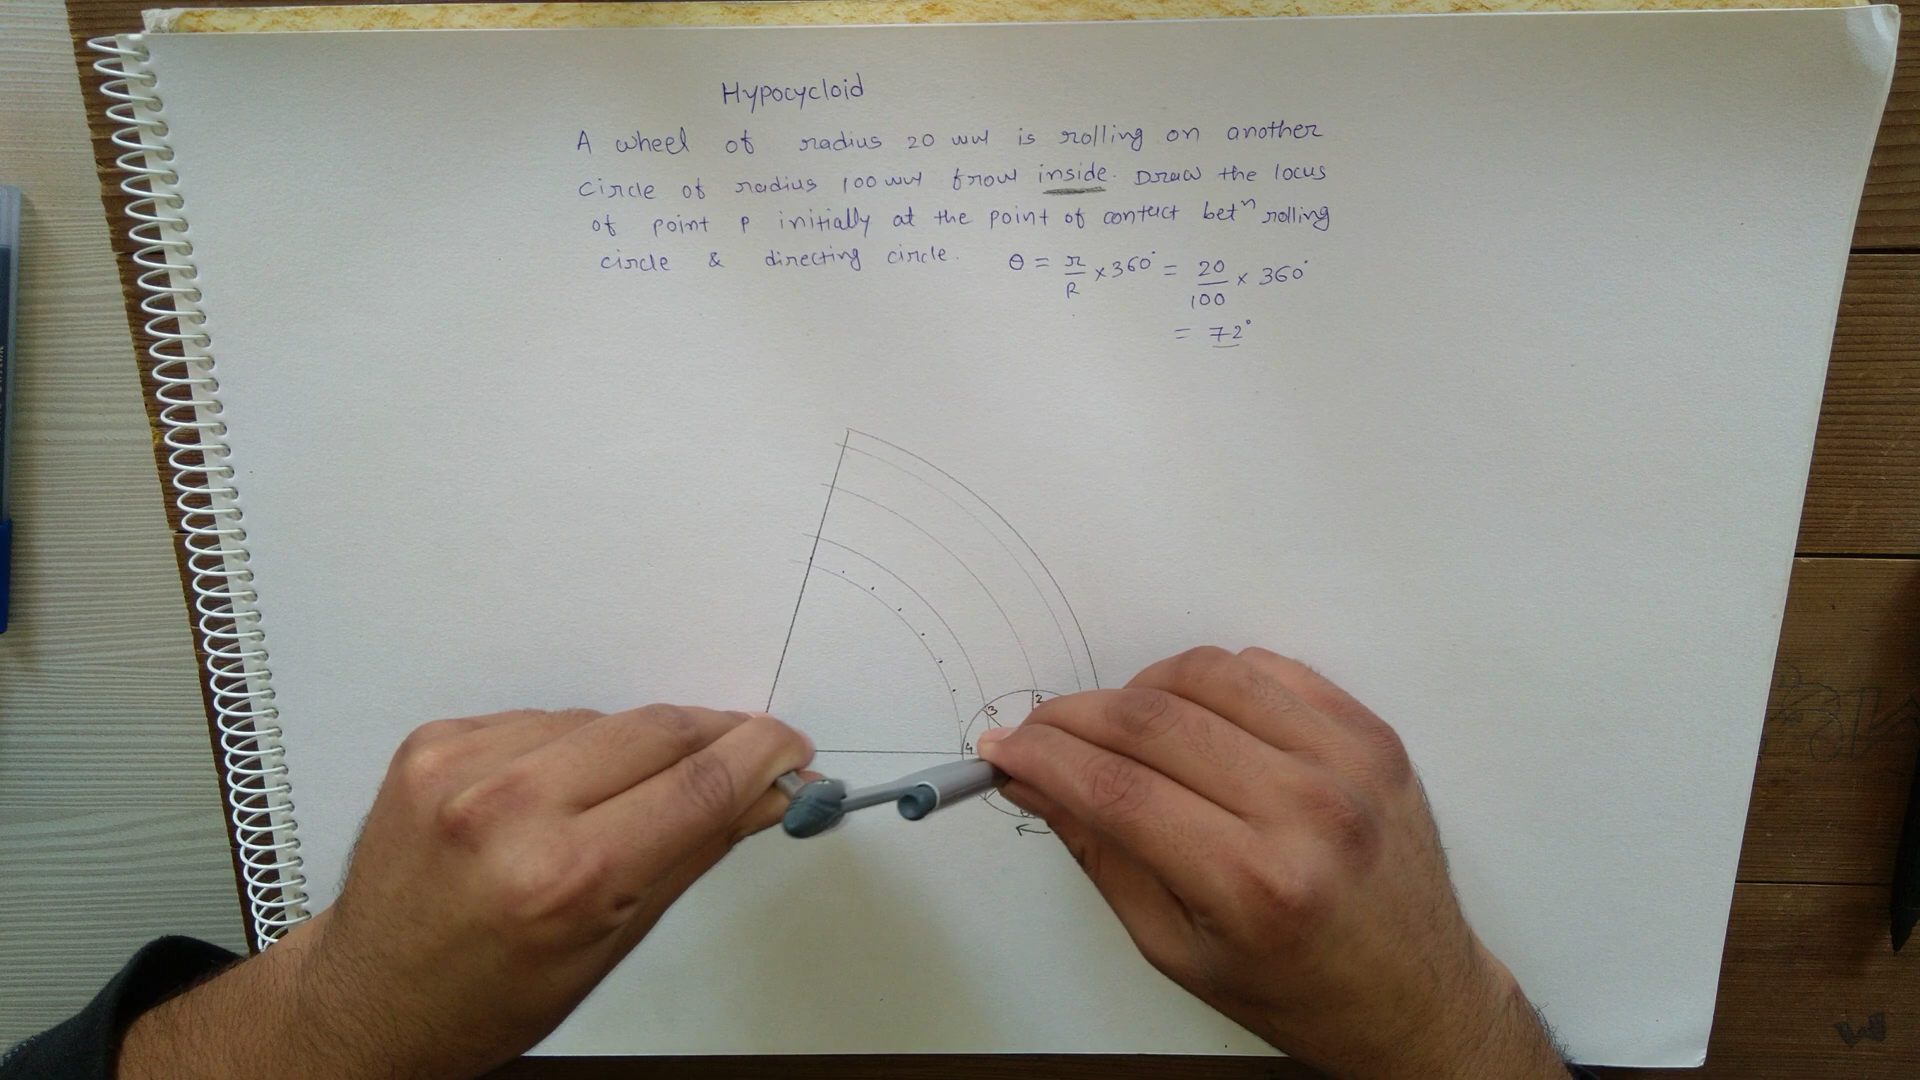 Hypocycloid
A wheel of radius 20 mm is rolling on another
circle of radius 100 mm from inside. Draw the locus
of point P initially at the point of contact betⁿ rolling
circle & directing circle. θ = r/R × 360° = 20/100 × 360°
= 72°
2
3
4